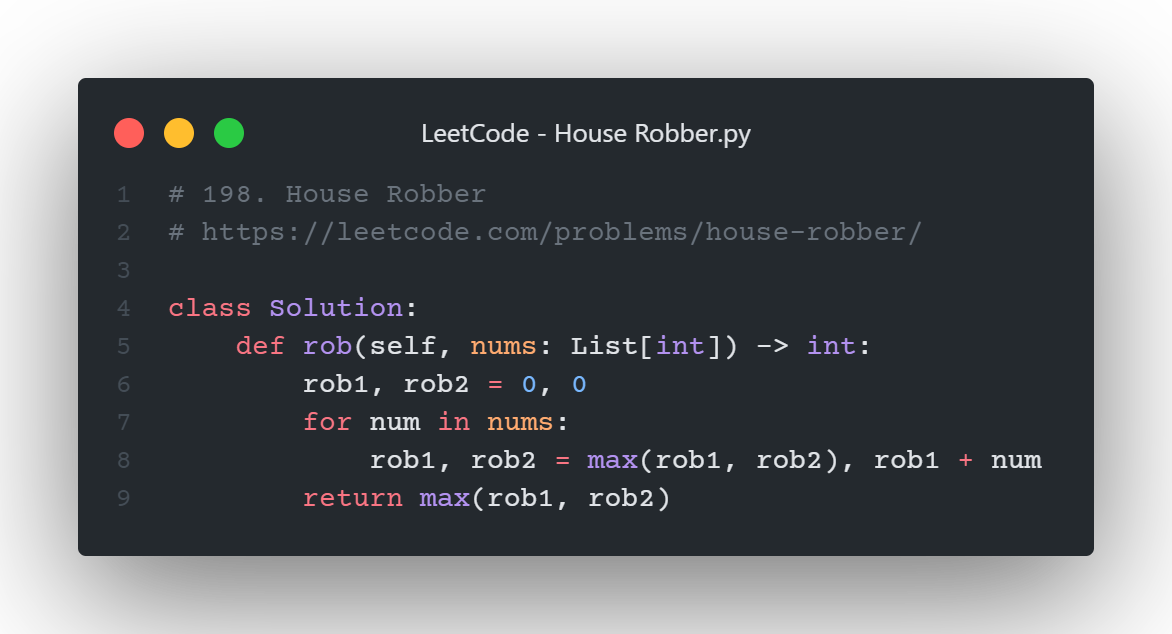 LeetCode - House Robber.py
1 # 198. House Robber
2 # https://leetcode.com/problems/house-robber/
3
4 class Solution:
5     def rob(self, nums: List[int]) -> int:
6         rob1, rob2 = 0, 0
7         for num in nums:
8             rob1, rob2 = max(rob1, rob2), rob1 + num
9         return max(rob1, rob2)